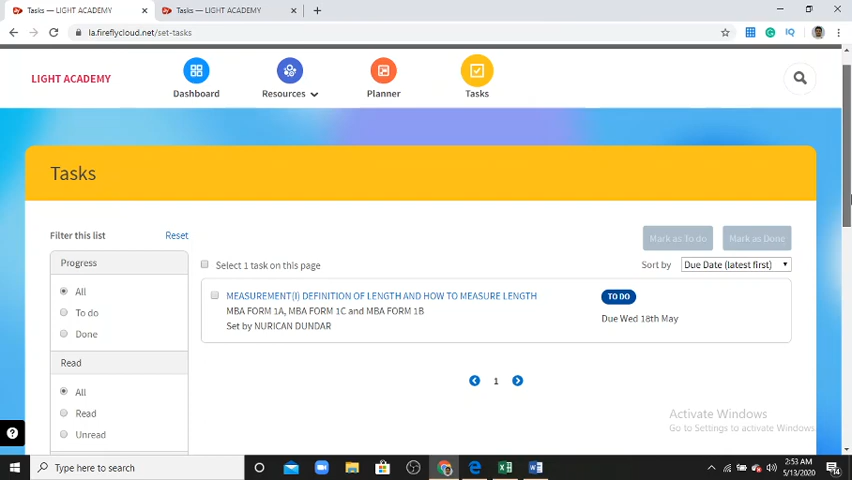 Tasks — LIGHT ACADEMY
Tasks — LIGHT ACADEMY
la.fireflycloud.net/set-tasks
IQ
LIGHT ACADEMY
Dashboard
Resources
Planner
Tasks
Tasks
Filter this list
Reset
Mark as To do
Mark as Done
Progress
Select 1 task on this page
Sort by
Due Date (latest first)
All
To do
Done
MEASUREMENT(I) DEFINITION OF LENGTH AND HOW TO MEASURE LENGTH
TO DO
MBA FORM 1A, MBA FORM 1C and MBA FORM 1B
Due Wed 18th May
Set by NURICAN DUNDAR
Read
All
Read
Unread
1
Activate Windows
Go to Settings to activate Windows.
Type here to search
2:53 AM
5/13/2020
14